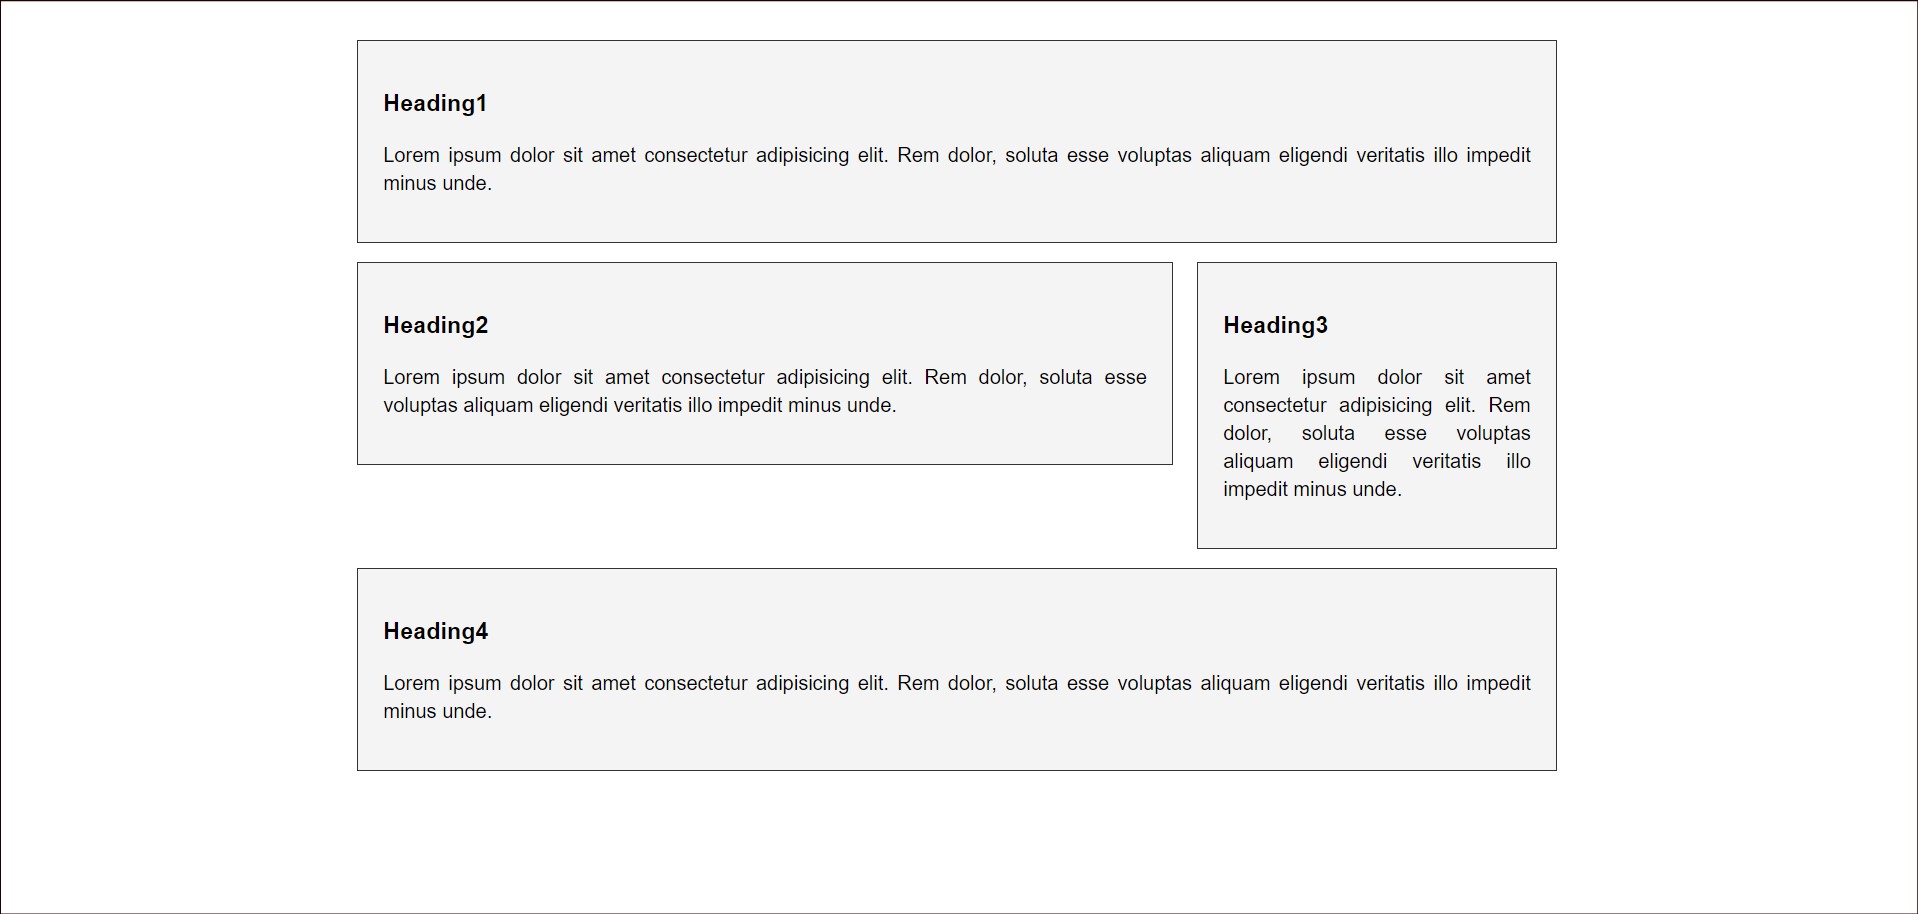 Heading1
Lorem ipsum dolor sit amet consectetur adipisicing elit. Rem dolor, soluta esse voluptas aliquam eligendi veritatis illo impedit
minus unde.
Heading2
Lorem ipsum dolor sit amet consectetur adipisicing elit. Rem dolor, soluta esse
voluptas aliquam eligendi veritatis illo impedit minus unde.
Heading3
Lorem ipsum dolor sit amet
consectetur adipisicing elit. Rem
dolor, soluta esse voluptas
aliquam eligendi veritatis illo
impedit minus unde.
Heading4
Lorem ipsum dolor sit amet consectetur adipisicing elit. Rem dolor, soluta esse voluptas aliquam eligendi veritatis illo impedit
minus unde.